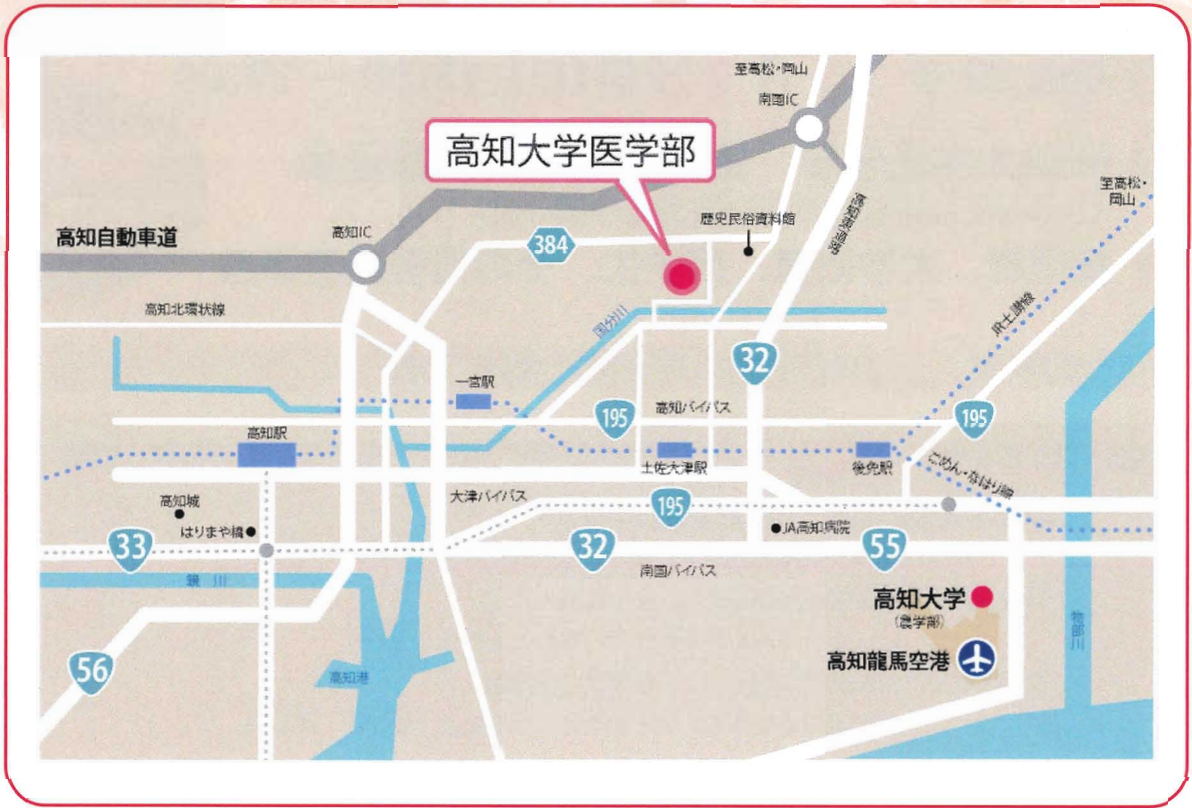 至高松・岡山
南国IC
高知大学医学部
至高松・
岡山
歴史民俗資料館
高知東道路
高知自動車道
高知IC
384
高知北環状線
国分川
JR土讃線
32
一宮駅
195
高知バイパス
195
高知駅
土佐大津駅
後免駅
ごめん・なはり線
大津バイパス
195
高知城
はりまや橋
JA高知病院
33
32
55
南国バイパス
鏡川
高知大学
(農学部)
物部川
高知龍馬空港
56
高知港